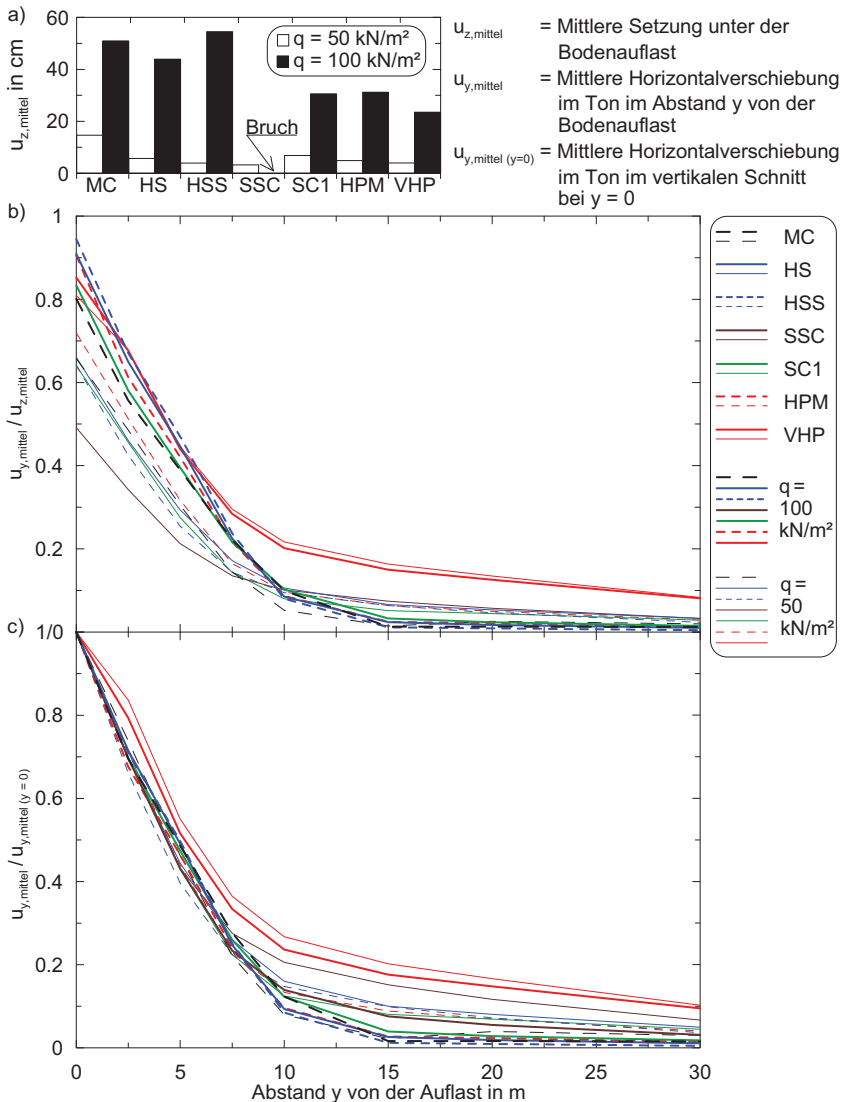 a)
60
40
20
0
u_z,mittel in cm
q = 50 kN/m²
q = 100 kN/m²
Bruch
MC HS HSS SSC SC1 HPM VHP
u_z,mittel = Mittlere Setzung unter der
Bodenauflast
u_y,mittel = Mittlere Horizontalverschiebung
im Ton im Abstand y von der
Bodenauflast
u_y,mittel (y=0) = Mittlere Horizontalverschiebung
im Ton im vertikalen Schnitt
bei y = 0
b)
1
0.8
0.6
0.4
0.2
u_y,mittel / u_z,mittel
MC
HS
HSS
SSC
SC1
HPM
VHP
q =
100
kN/m²
q =
50
kN/m²
c)
1/0
0.8
0.6
0.4
0.2
0
u_y,mittel / u_y,mittel (y = 0)
0 5 10 15 20 25 30
Abstand y von der Auflast in m